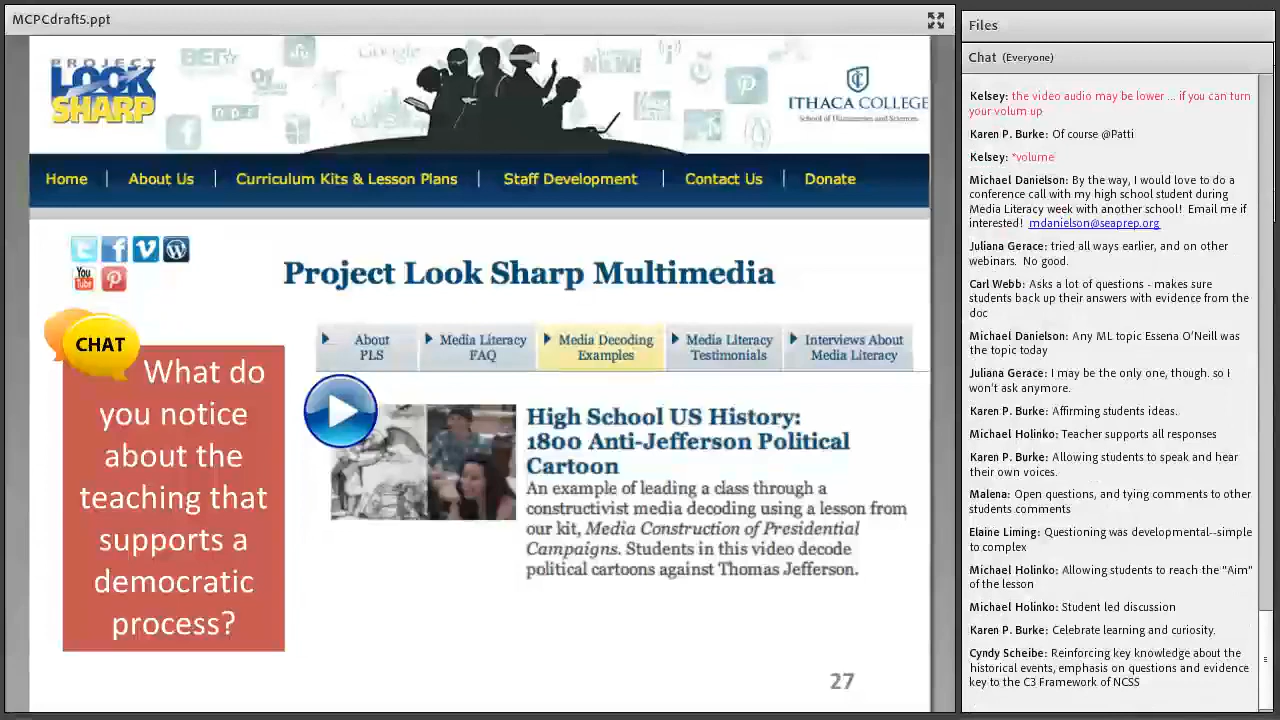 MCPCdraft5.ppt
PROJECT
LOOK
SHARP
Google
npr
ITHACA COLLEGE
School of Humanities and Sciences
Home | About Us | Curriculum Kits & Lesson Plans | Staff Development | Contact Us | Donate
You
Tube
Project Look Sharp Multimedia
About
PLS
Media Literacy
FAQ
Media Decoding
Examples
Media Literacy
Testimonials
Interviews About
Media Literacy
CHAT
What do
you notice
about the
teaching that
supports a
democratic
process?
High School US History:
1800 Anti-Jefferson Political
Cartoon
An example of leading a class through a
constructivist media decoding using a lesson from
our kit, Media Construction of Presidential
Campaigns. Students in this video decode
political cartoons against Thomas Jefferson.
27
Files
Chat (Everyone)
Kelsey: the video audio may be lower ... if you can turn
your volum up
Karen P. Burke: Of course @Patti
Kelsey: *volume
Michael Danielson: By the way, I would love to do a
conference call with my high school student during
Media Literacy week with another school! Email me if
interested! mdanielson@seaprep.org
Juliana Gerace: tried all ways earlier, and on other
webinars. No good.
Carl Webb: Asks a lot of questions - makes sure
students back up their answers with evidence from the
doc
Michael Danielson: Any ML topic Essena O'Neill was
the topic today
Juliana Gerace: I may be the only one, though. so I
won't ask anymore.
Karen P. Burke: Affirming students ideas.
Michael Holinko: Teacher supports all responses
Karen P. Burke: Allowing students to speak and hear
their own voices.
Malena: Open questions, and tying comments to other
students comments
Elaine Liming: Questioning was developmental--simple
to complex
Michael Holinko: Allowing students to reach the "Aim"
of the lesson
Michael Holinko: Student led discussion
Karen P. Burke: Celebrate learning and curiosity.
Cyndy Scheibe: Reinforcing key knowledge about the
historical events, emphasis on questions and evidence
key to the C3 Framework of NCSS